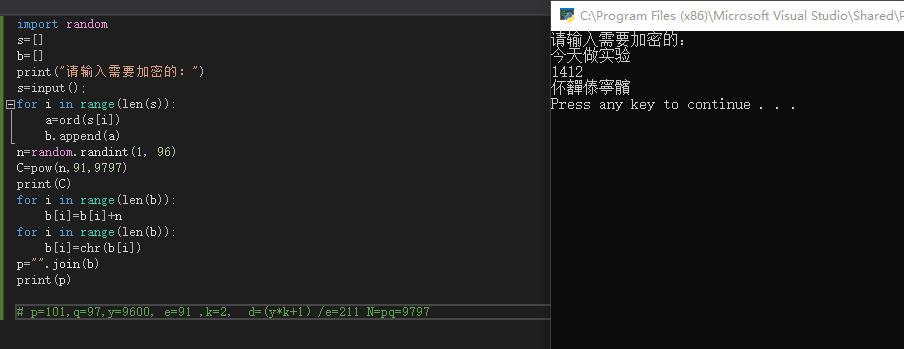 import random
s=[]
b=[]
print("请输入需要加密的：")
s=input();
for i in range(len(s)):
    a=ord(s[i])
    b.append(a)
n=random.randint(1, 96)
C=pow(n,91,9797)
print(C)
for i in range(len(b)):
    b[i]=b[i]+n
for i in range(len(b)):
    b[i]=chr(b[i])
p="".join(b)
print(p)
# p=101,q=97,y=9600, e=91 ,k=2,  d=(y*k+1) /e=211 N=pq=9797
C:\Program Files (x86)\Microsoft Visual Studio\Shared\P
请输入需要加密的：
今天做实验
1412
伓奲傣寧髕
Press any key to continue . . .